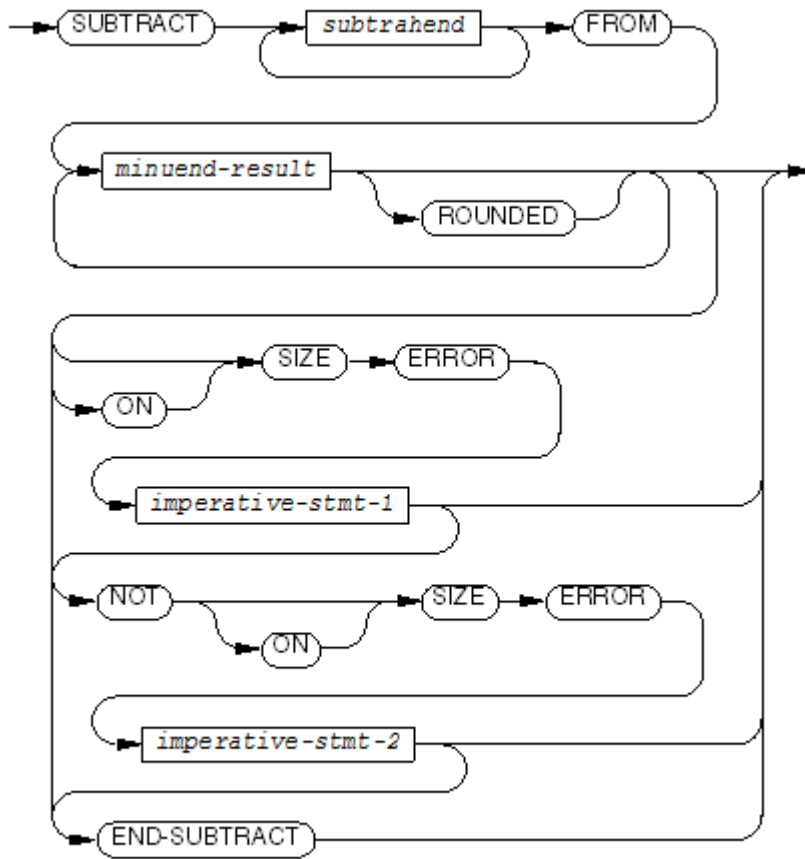 SUBTRACT subtrahend FROM
minuend-result
ROUNDED
SIZE ERROR
ON
imperative-stmt-1
NOT SIZE ERROR
ON
imperative-stmt-2
END-SUBTRACT